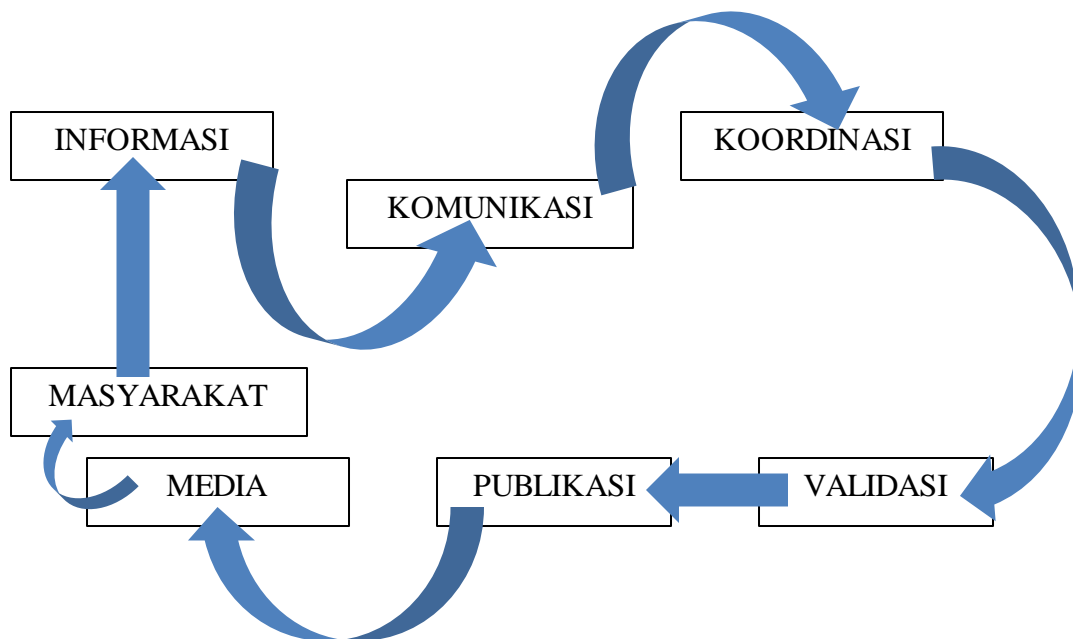 INFORMASI
KOMUNIKASI
KOORDINASI
MASYARAKAT
MEDIA
PUBLIKASI
VALIDASI